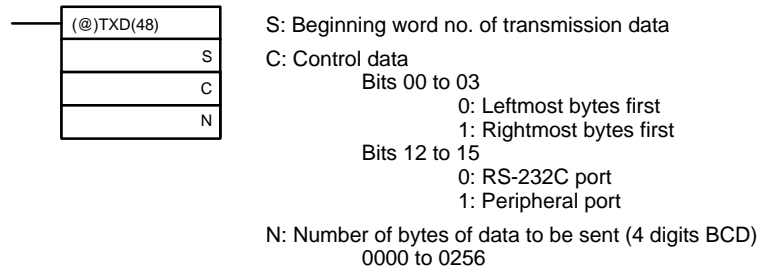 (@)TXD(48)
S
C
N
S: Beginning word no. of transmission data
C: Control data
Bits 00 to 03
0: Leftmost bytes first
1: Rightmost bytes first
Bits 12 to 15
0: RS-232C port
1: Peripheral port
N: Number of bytes of data to be sent (4 digits BCD)
0000 to 0256